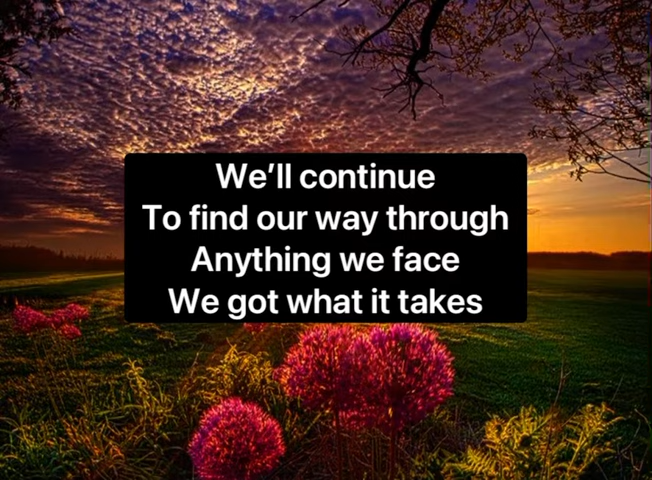 We’ll continue
To find our way through
Anything we face
We got what it takes